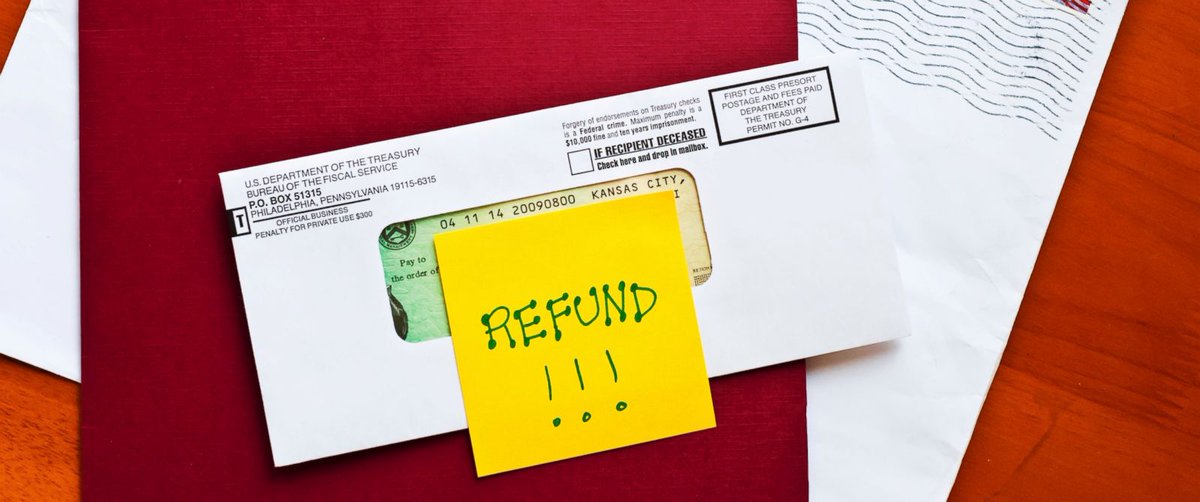 U.S. DEPARTMENT OF THE TREASURY
BUREAU OF THE FISCAL SERVICE
P.O. BOX 51315
PHILADELPHIA, PENNSYLVANIA 19115-6315
OFFICIAL BUSINESS
PENALTY FOR PRIVATE USE $300
T
Forgery of endorsements on Treasury checks
is a Federal crime. Maximum penalty is a
$10,000 fine and ten years imprisonment.
IF RECIPIENT DECEASED
Check here and drop in mailbox.
FIRST CLASS PRESORT
POSTAGE AND FEES PAID
DEPARTMENT OF
THE TREASURY
PERMIT NO. G-4
04 11 14 20090800 KANSAS CITY,
Pay to
the order of
REFUND
!!!